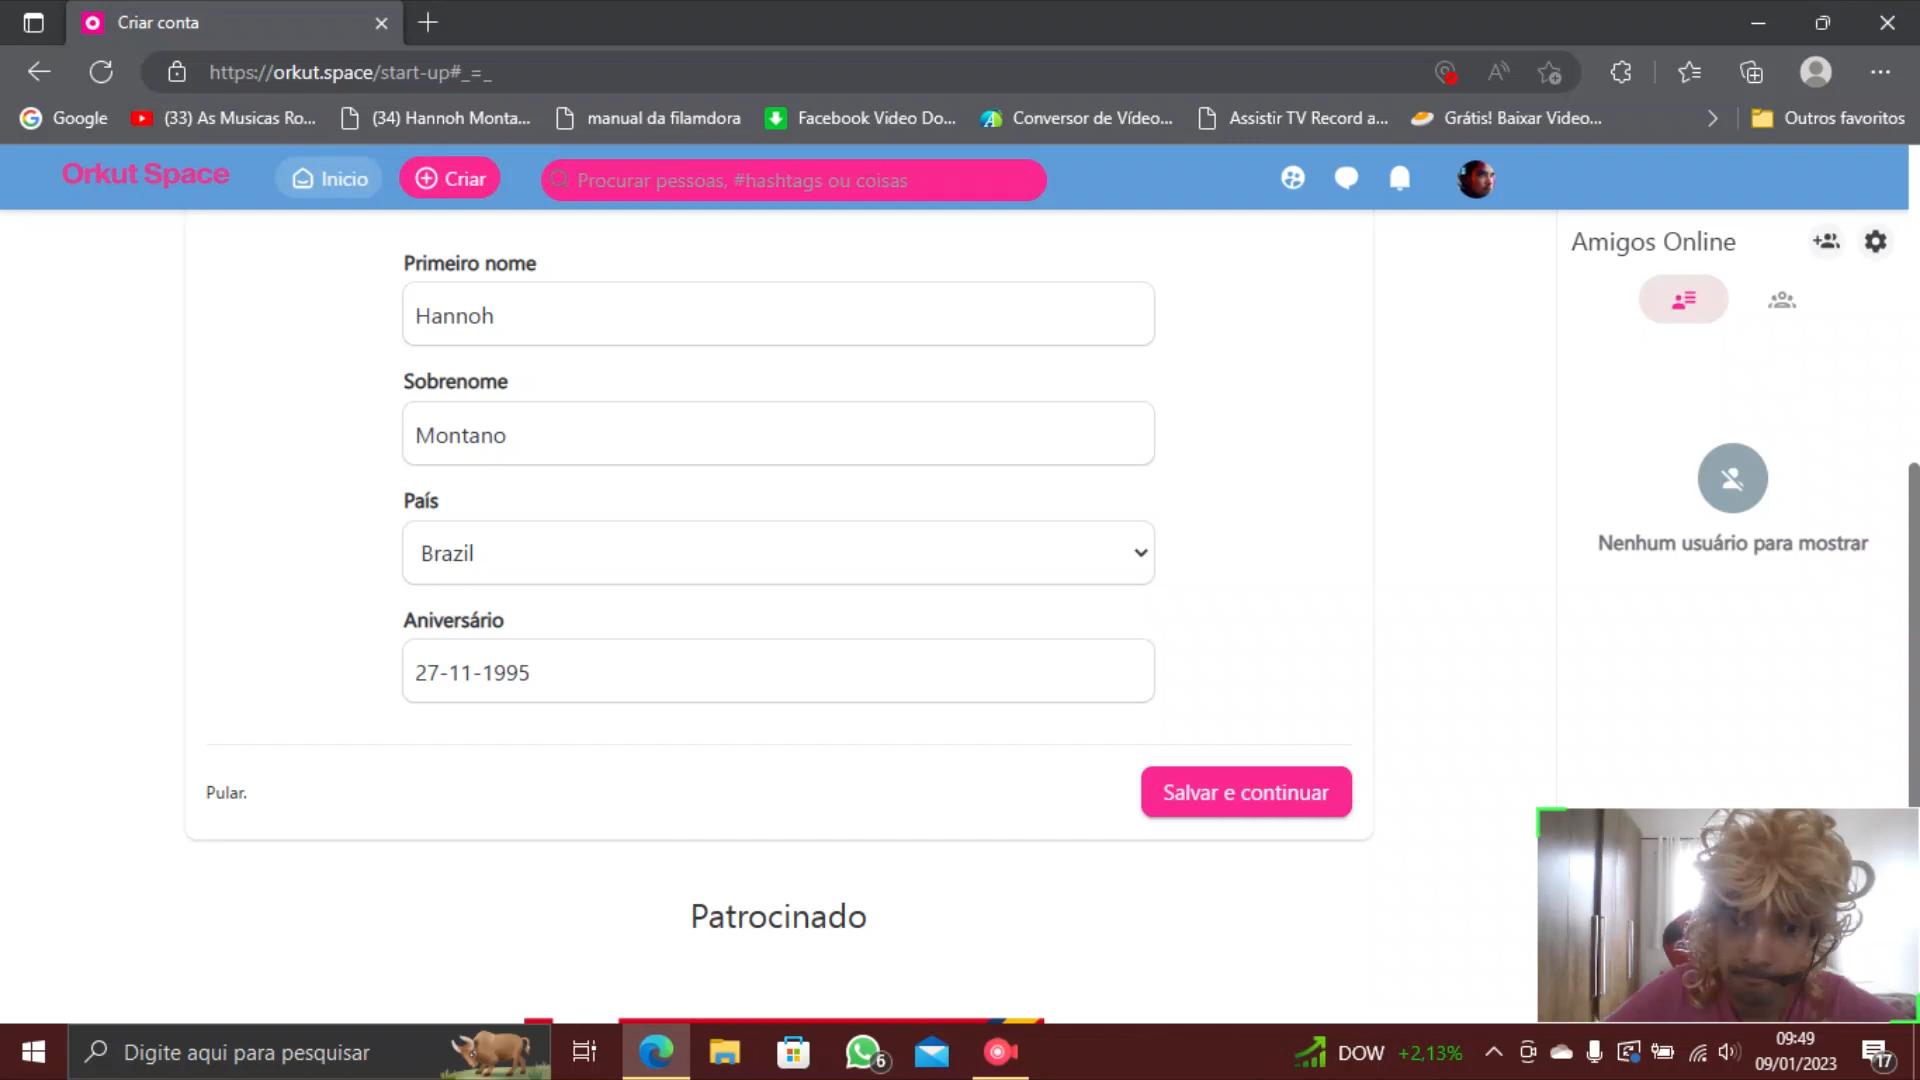 Criar conta
https://orkut.space/start-up#_=_
Google
(33) As Musicas Ro...
(34) Hannoh Monta...
manual da filamdora
Facebook Video Do...
Conversor de Vídeo...
Assistir TV Record a...
Grátis! Baixar Video...
Outros favoritos
Orkut Space
Inicio
Criar
Procurar pessoas, #hashtags ou coisas
Amigos Online
Primeiro nome
Hannoh
Sobrenome
Montano
País
Brazil
Nenhum usuário para mostrar
Aniversário
27-11-1995
Pular.
Salvar e continuar
Patrocinado
Digite aqui para pesquisar
6
DOW +2,13%
09:49
09/01/2023
17